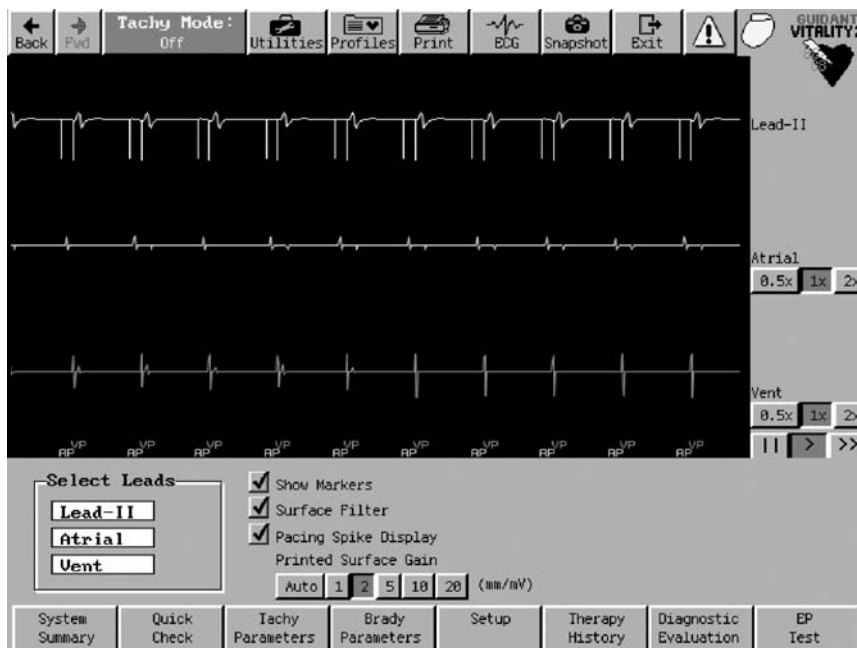 Back
Fwd
Tachy Mode:
Off
Utilities
Profiles
Print
ECG
Snapshot
Exit
GUIDANT
VITALITY
Lead-II
Atrial
0.5x 1x 2x
Vent
0.5x 1x 2x
|| > >>
AP VP AP VP AP VP AP VP AP VP AP VP AP VP AP VP AP VP AP VP
Select Leads
Lead-II
Atrial
Vent
Show Markers
Surface Filter
Pacing Spike Display
Printed Surface Gain
Auto 1 2 5 10 20 (mm/mV)
System
Summary
Quick
Check
Tachy
Parameters
Brady
Parameters
Setup
Therapy
History
Diagnostic
Evaluation
EP
Test